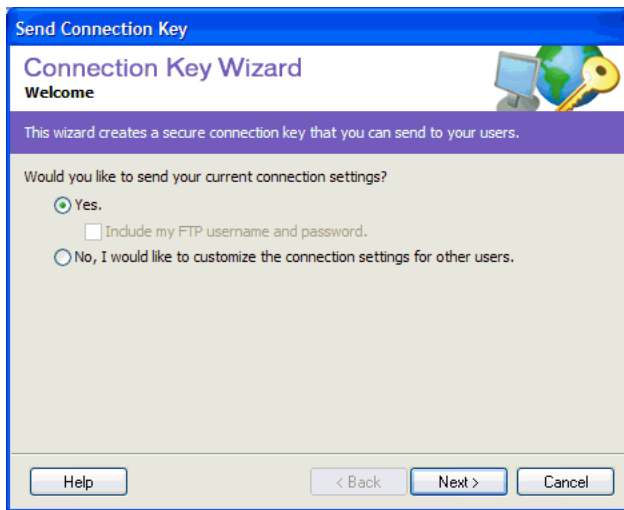 Send Connection Key
Connection Key Wizard
Welcome
This wizard creates a secure connection key that you can send to your users.
Would you like to send your current connection settings?
Yes.
Include my FTP username and password.
No, I would like to customize the connection settings for other users.
Help
< Back
Next >
Cancel